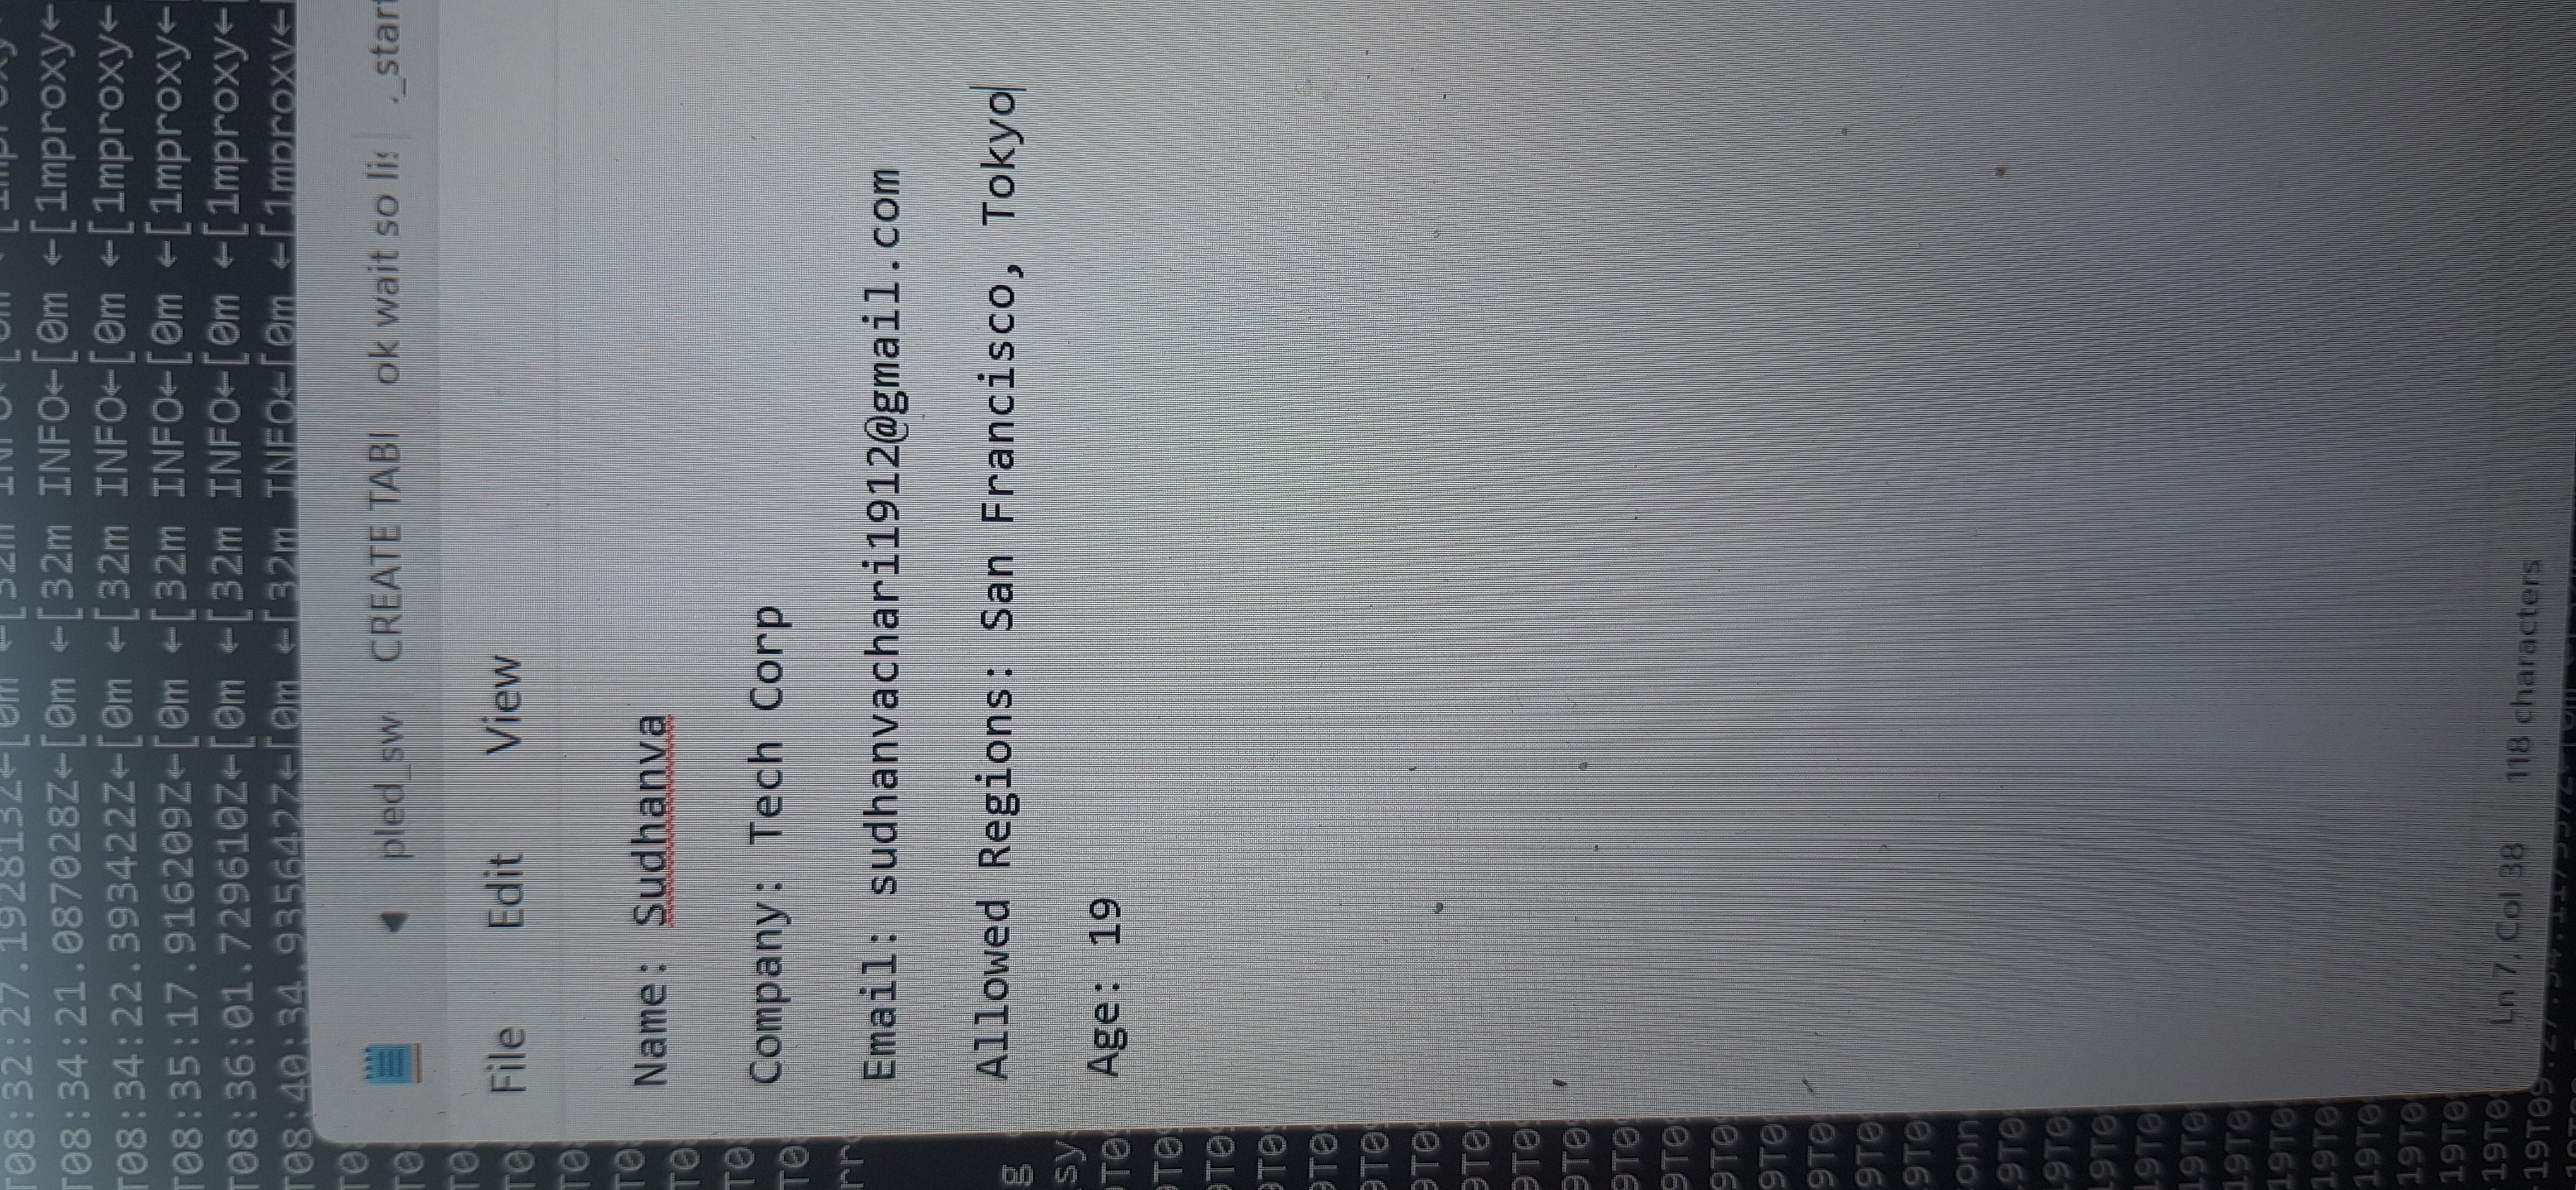 T08:32:27.192813Z←[0m ←[32m INFO←[0m ←[1mproxy←
T08:34:21.087028Z←[0m ←[32m INFO←[0m ←[1mproxy←
T08:34:22.393422Z←[0m ←[32m INFO←[0m ←[1mproxy←
T08:35:17.916209Z←[0m ←[32m INFO←[0m ←[1mproxy←
T08:36:01.729610Z←[0m ←[32m INFO←[0m ←[1mproxy←
T08:40:34.935642Z←[0m ←[32m INFO←[0m ←[1mproxy←
pled_sw CREATE TABI ok wait so lis ._start
File Edit View
Name: Sudhanva
Company: Tech Corp
Email: sudhanvachari1912@gmail.com
Allowed Regions: San Francisco, Tokyo
Age: 19
Ln 7, Col 38 118 characters